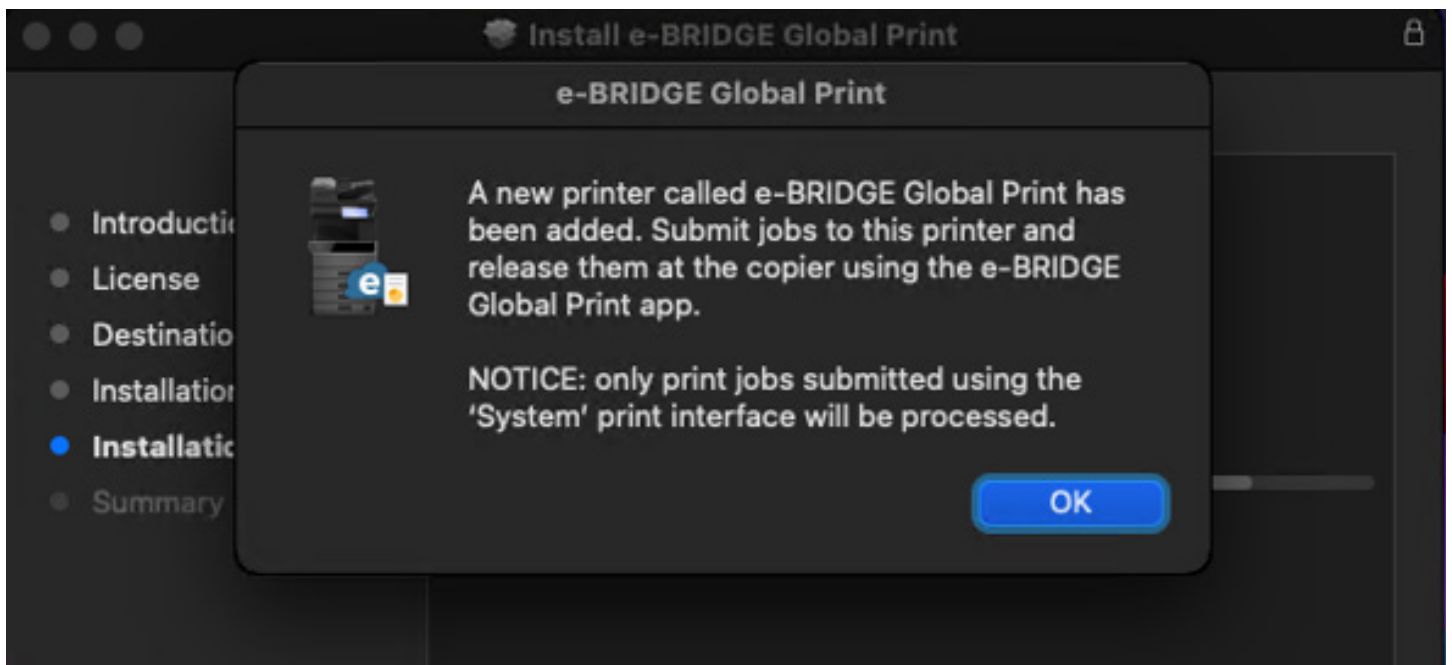 Install e-BRIDGE Global Print
e-BRIDGE Global Print
A new printer called e-BRIDGE Global Print has
been added. Submit jobs to this printer and
release them at the copier using the e-BRIDGE
Global Print app.
NOTICE: only print jobs submitted using the
‘System’ print interface will be processed.
OK
Introductio
License
Destinatio
Installation
Installatio
Summary
e